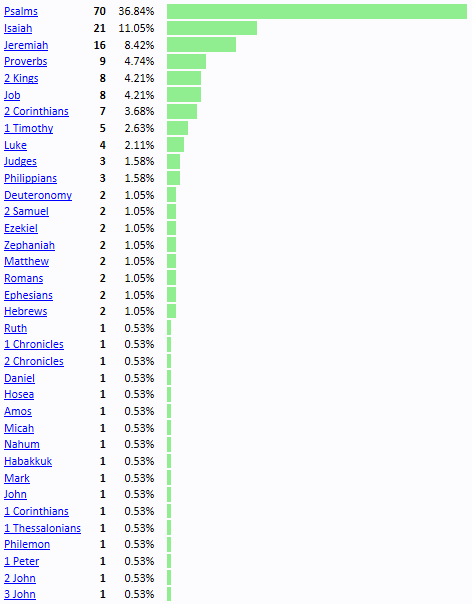 Psalms 70 36.84%
Isaiah 21 11.05%
Jeremiah 16 8.42%
Proverbs 9 4.74%
2 Kings 8 4.21%
Job 8 4.21%
2 Corinthians 7 3.68%
1 Timothy 5 2.63%
Luke 4 2.11%
Judges 3 1.58%
Philippians 3 1.58%
Deuteronomy 2 1.05%
2 Samuel 2 1.05%
Ezekiel 2 1.05%
Zephaniah 2 1.05%
Matthew 2 1.05%
Romans 2 1.05%
Ephesians 2 1.05%
Hebrews 2 1.05%
Ruth 1 0.53%
1 Chronicles 1 0.53%
2 Chronicles 1 0.53%
Daniel 1 0.53%
Hosea 1 0.53%
Amos 1 0.53%
Micah 1 0.53%
Nahum 1 0.53%
Habakkuk 1 0.53%
Mark 1 0.53%
John 1 0.53%
1 Corinthians 1 0.53%
1 Thessalonians 1 0.53%
Philemon 1 0.53%
1 Peter 1 0.53%
2 John 1 0.53%
3 John 1 0.53%